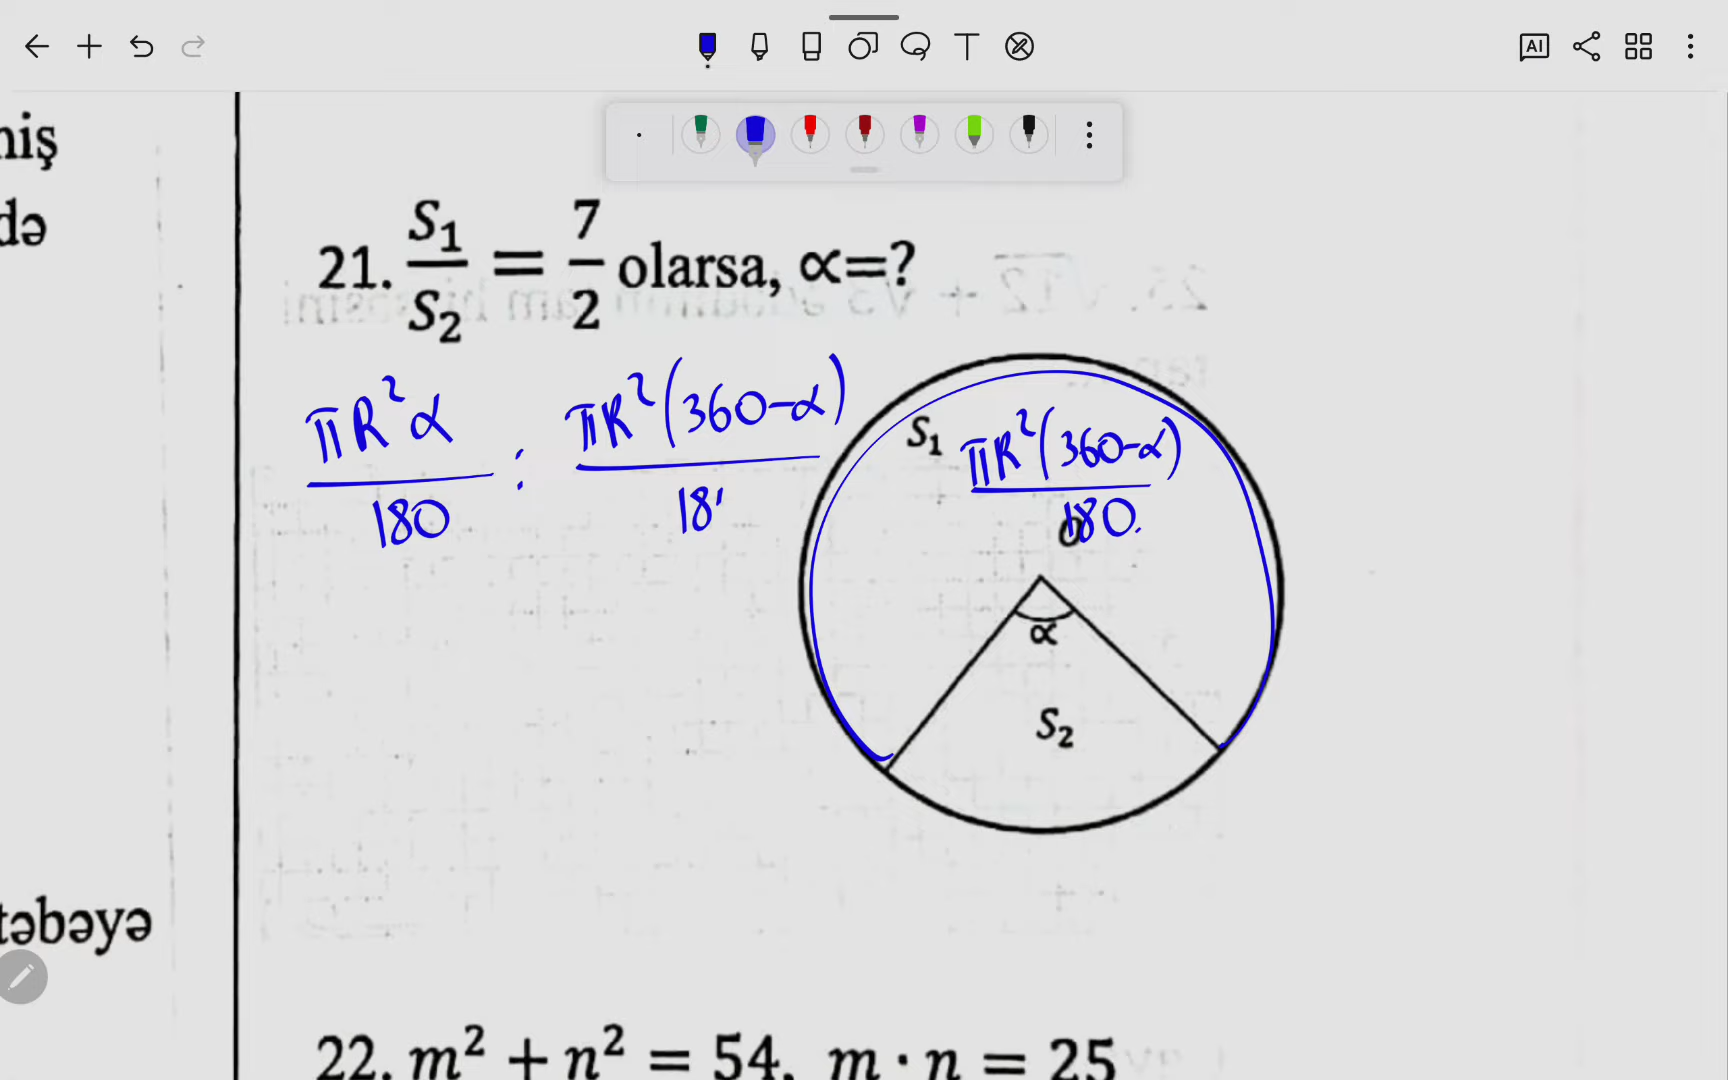 AI
T
niş
də
21. S₁/S₂ = 7/2 olarsa, ∝=?
πR²α/180 : πR²(360-α)/18
S₁
πR²(360-α)/180.
O
∝
S₂
təbəyə
22. m² + n² = 54, m · n = 25